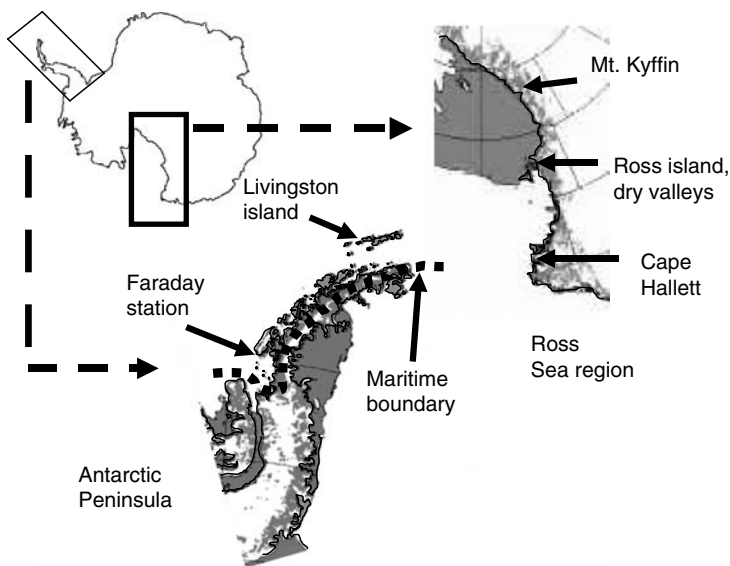 Mt. Kyffin
Ross island,
dry valleys
Livingston
island
Cape
Hallett
Faraday
station
Ross
Sea region
Maritime
boundary
Antarctic
Peninsula